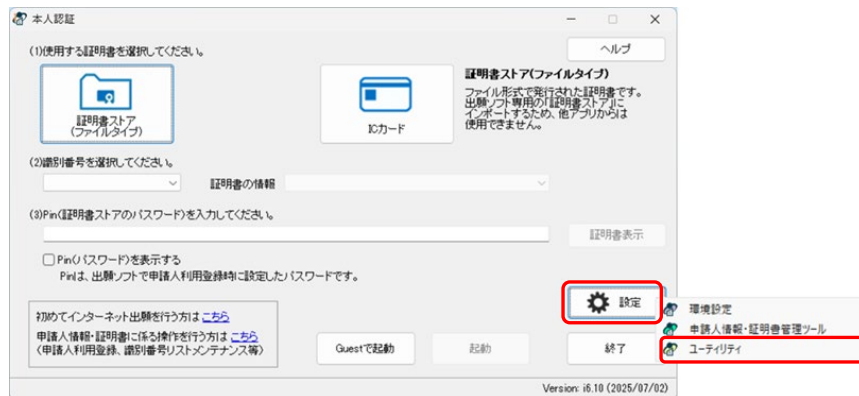 本人認証
(1)使用する証明書を選択してください。
ヘルプ
証明書ストア
(ファイルタイプ)
ICカード
証明書ストア(ファイルタイプ)
ファイル形式で発行された証明書です。
出願ソフト専用の「証明書ストア」に
インポートするため、他アプリからは
使用できません。
(2)識別番号を選択してください。
証明書の情報
(3)Pin(証明書ストアのパスワード)を入力してください。
証明書表示
Pin(パスワード)を表示する
Pinは、出願ソフトで申請人利用登録時に設定したパスワードです。
設定
環境設定
申請人情報・証明書管理ツール
ユーティリティ
初めてインターネット出願を行う方は こちら
申請人情報・証明書に係る操作を行う方は こちら
(申請人利用登録、識別番号リストメンテナンス等)
Guestで起動
起動
終了
Version: i6.10 (2025/07/02)